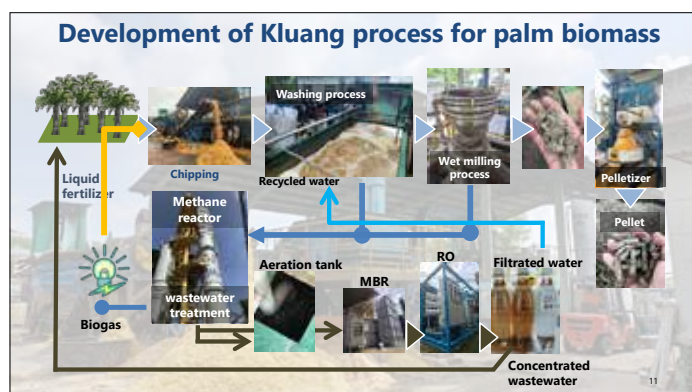 Development of Kluang process for palm biomass
Washing process
Liquid
fertilizer
Chipping
Recycled water
Wet milling
process
Pelletizer
Pellet
Methane
reactor
wastewater
treatment
Biogas
Aeration tank
MBR
RO
Filtrated water
Concentrated
wastewater
11